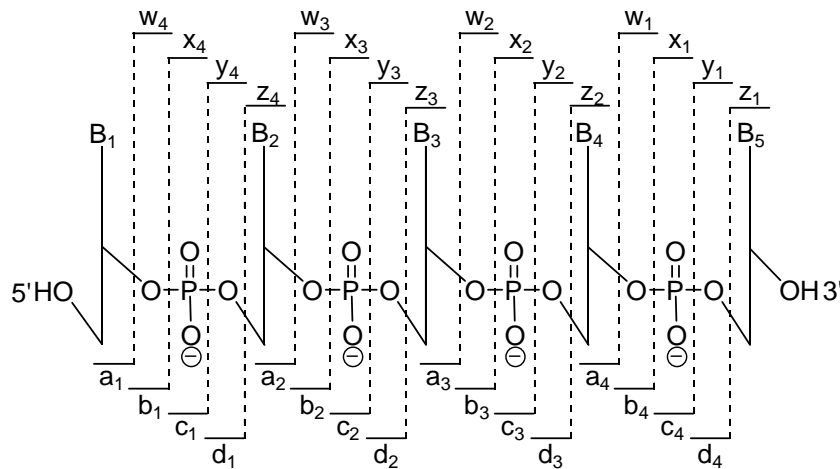 w₄ w₃ w₂ w₁
x₄ x₃ x₂ x₁
y₄ y₃ y₂ y₁
z₄ z₃ z₂ z₁
B₁ B₂ B₃ B₄ B₅
O O O O
5'HO O P O O P O O P O O P O OH3'
O O O O
− − − −
a₁ a₂ a₃ a₄
b₁ b₂ b₃ b₄
c₁ c₂ c₃ c₄
d₁ d₂ d₃ d₄